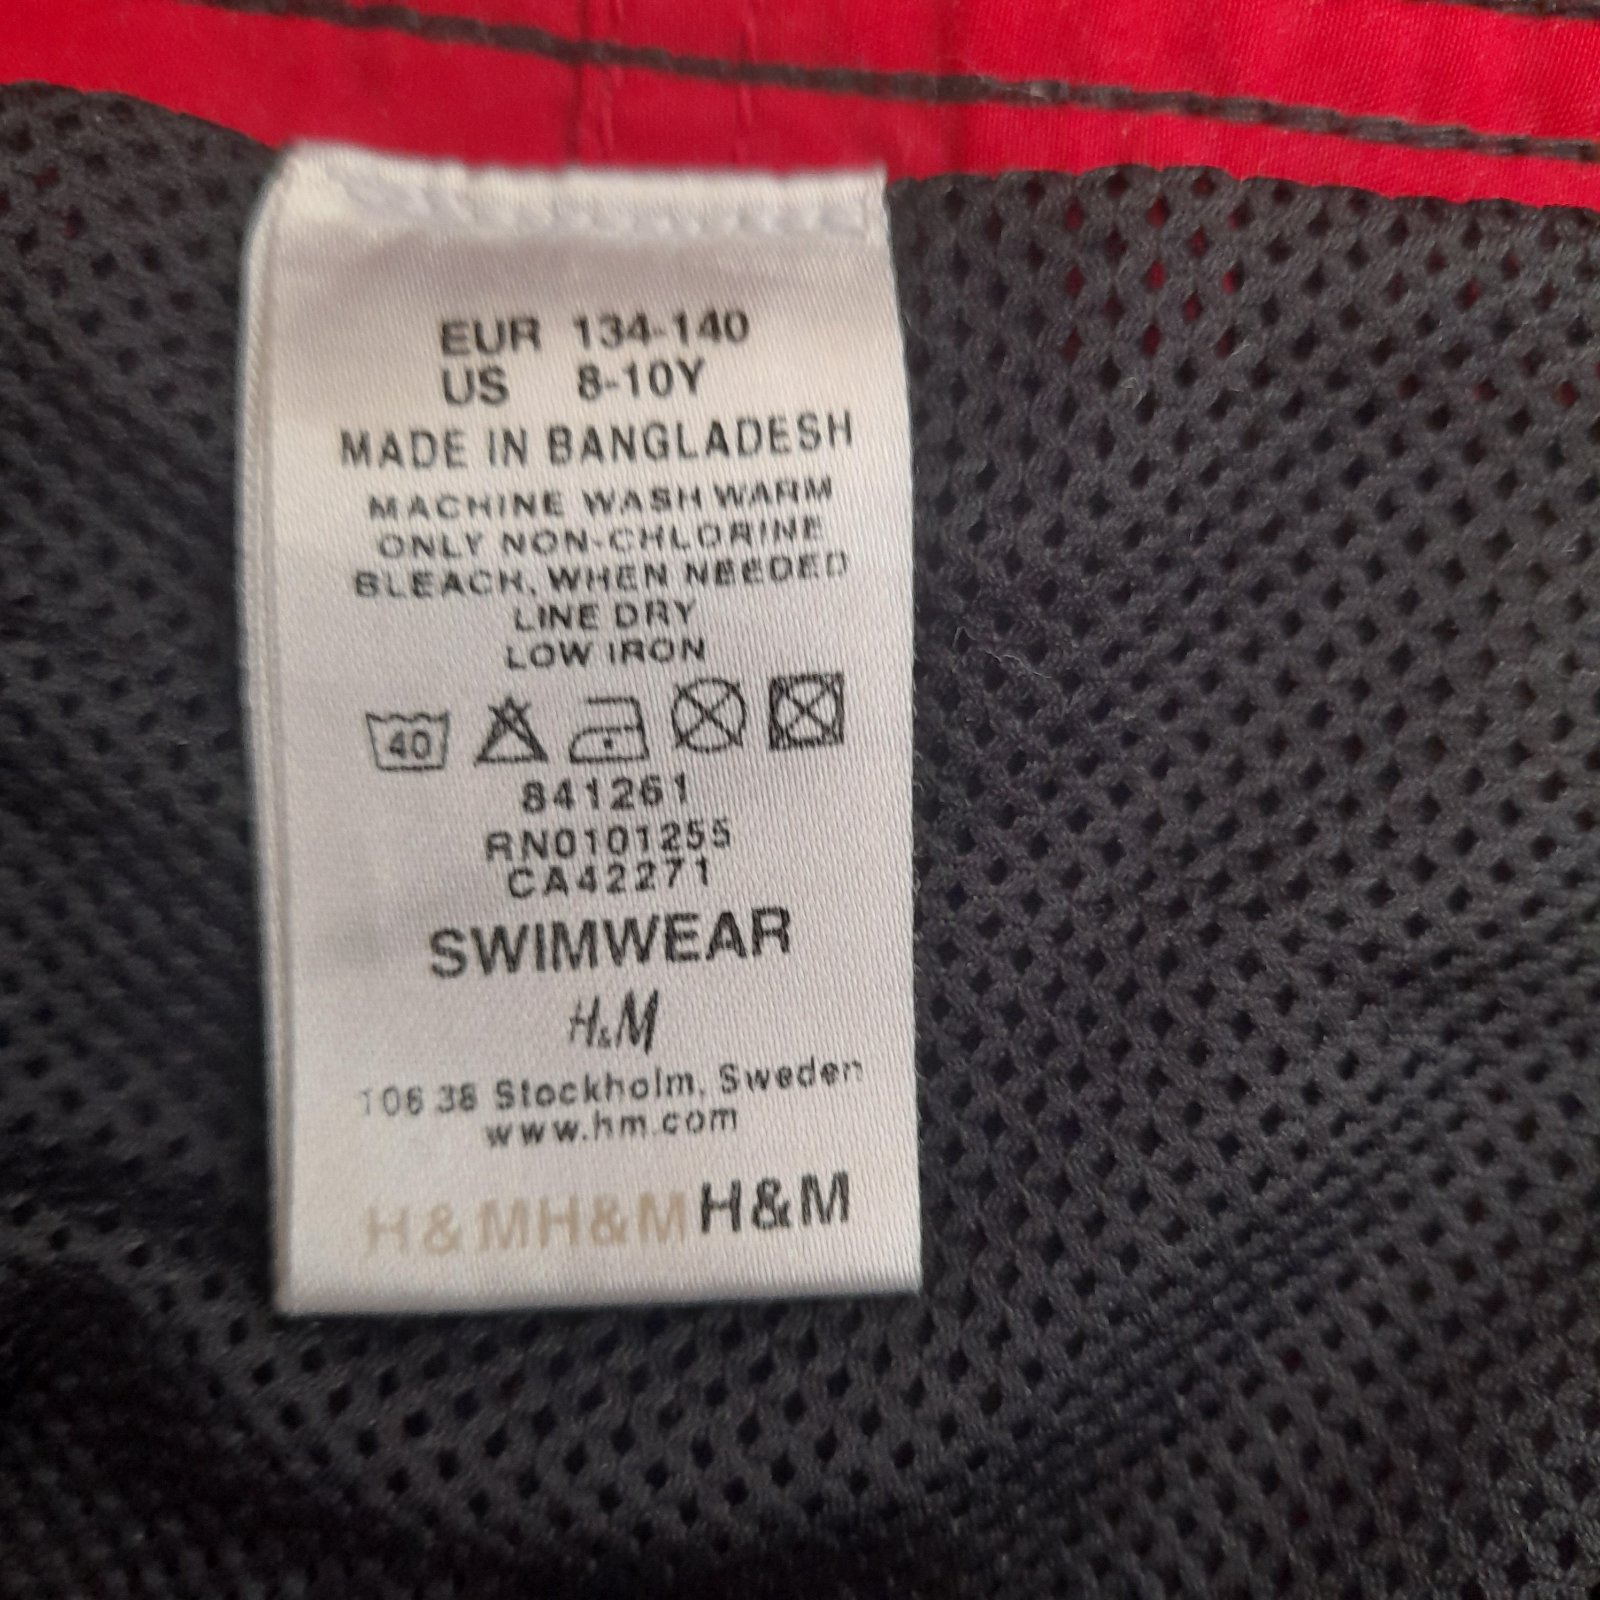 EUR 134-140
US 8-10Y
MADE IN BANGLADESH
MACHINE WASH WARM
ONLY NON-CHLORINE
BLEACH, WHEN NEEDED
LINE DRY
LOW IRON
40
841261
RN0101255
CA42271
SWIMWEAR
H&M
106 38 Stockholm, Sweden
www.hm.com
H&MH&MH&M